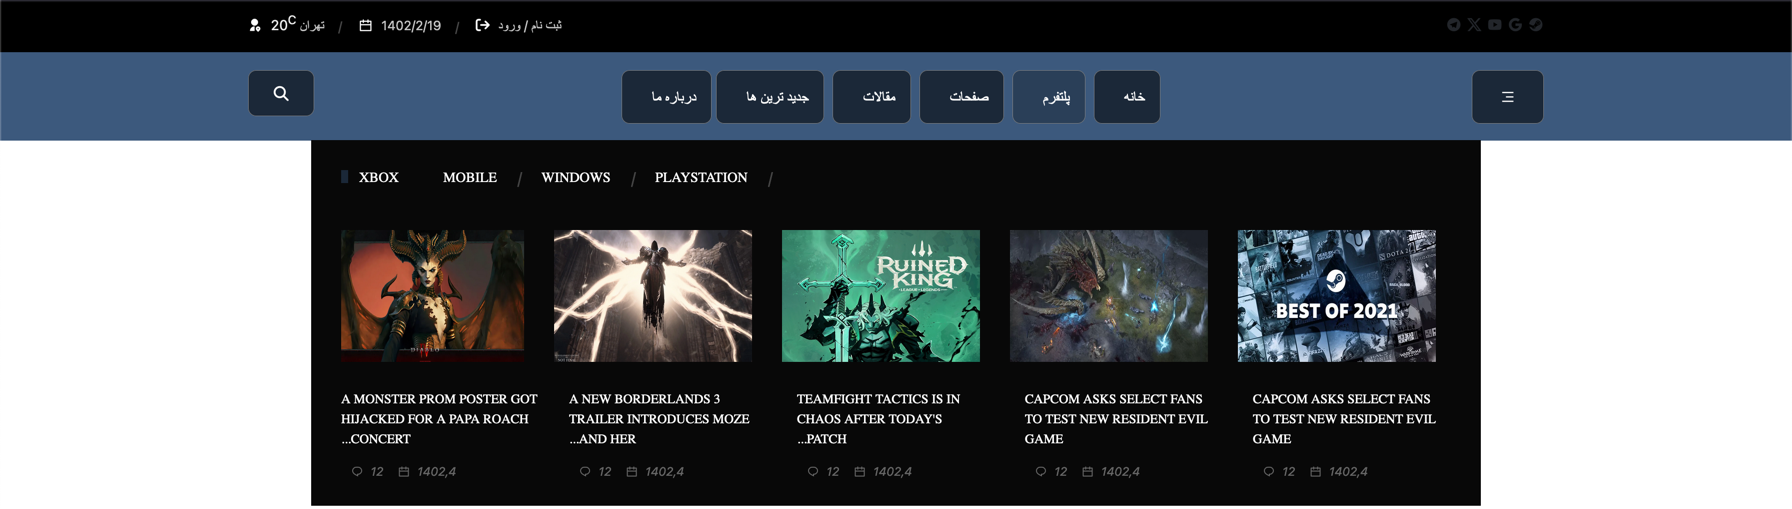 20C تهران / 1402/2/19 / ثبت نام / ورود
خانه
پلتفرم
صفحات
مقالات
جدید ترین ها
درباره ما
XBOX MOBILE / WINDOWS / PLAYSTATION /
DIABLO
RUINED
KING
BEST OF 2021
DOTA 2
A MONSTER PROM POSTER GOT
HIJACKED FOR A PAPA ROACH
...CONCERT
12 1402,4
A NEW BORDERLANDS 3
TRAILER INTRODUCES MOZE
...AND HER
12 1402,4
TEAMFIGHT TACTICS IS IN
CHAOS AFTER TODAY'S
...PATCH
12 1402,4
CAPCOM ASKS SELECT FANS
TO TEST NEW RESIDENT EVIL
GAME
12 1402,4
CAPCOM ASKS SELECT FANS
TO TEST NEW RESIDENT EVIL
GAME
12 1402,4